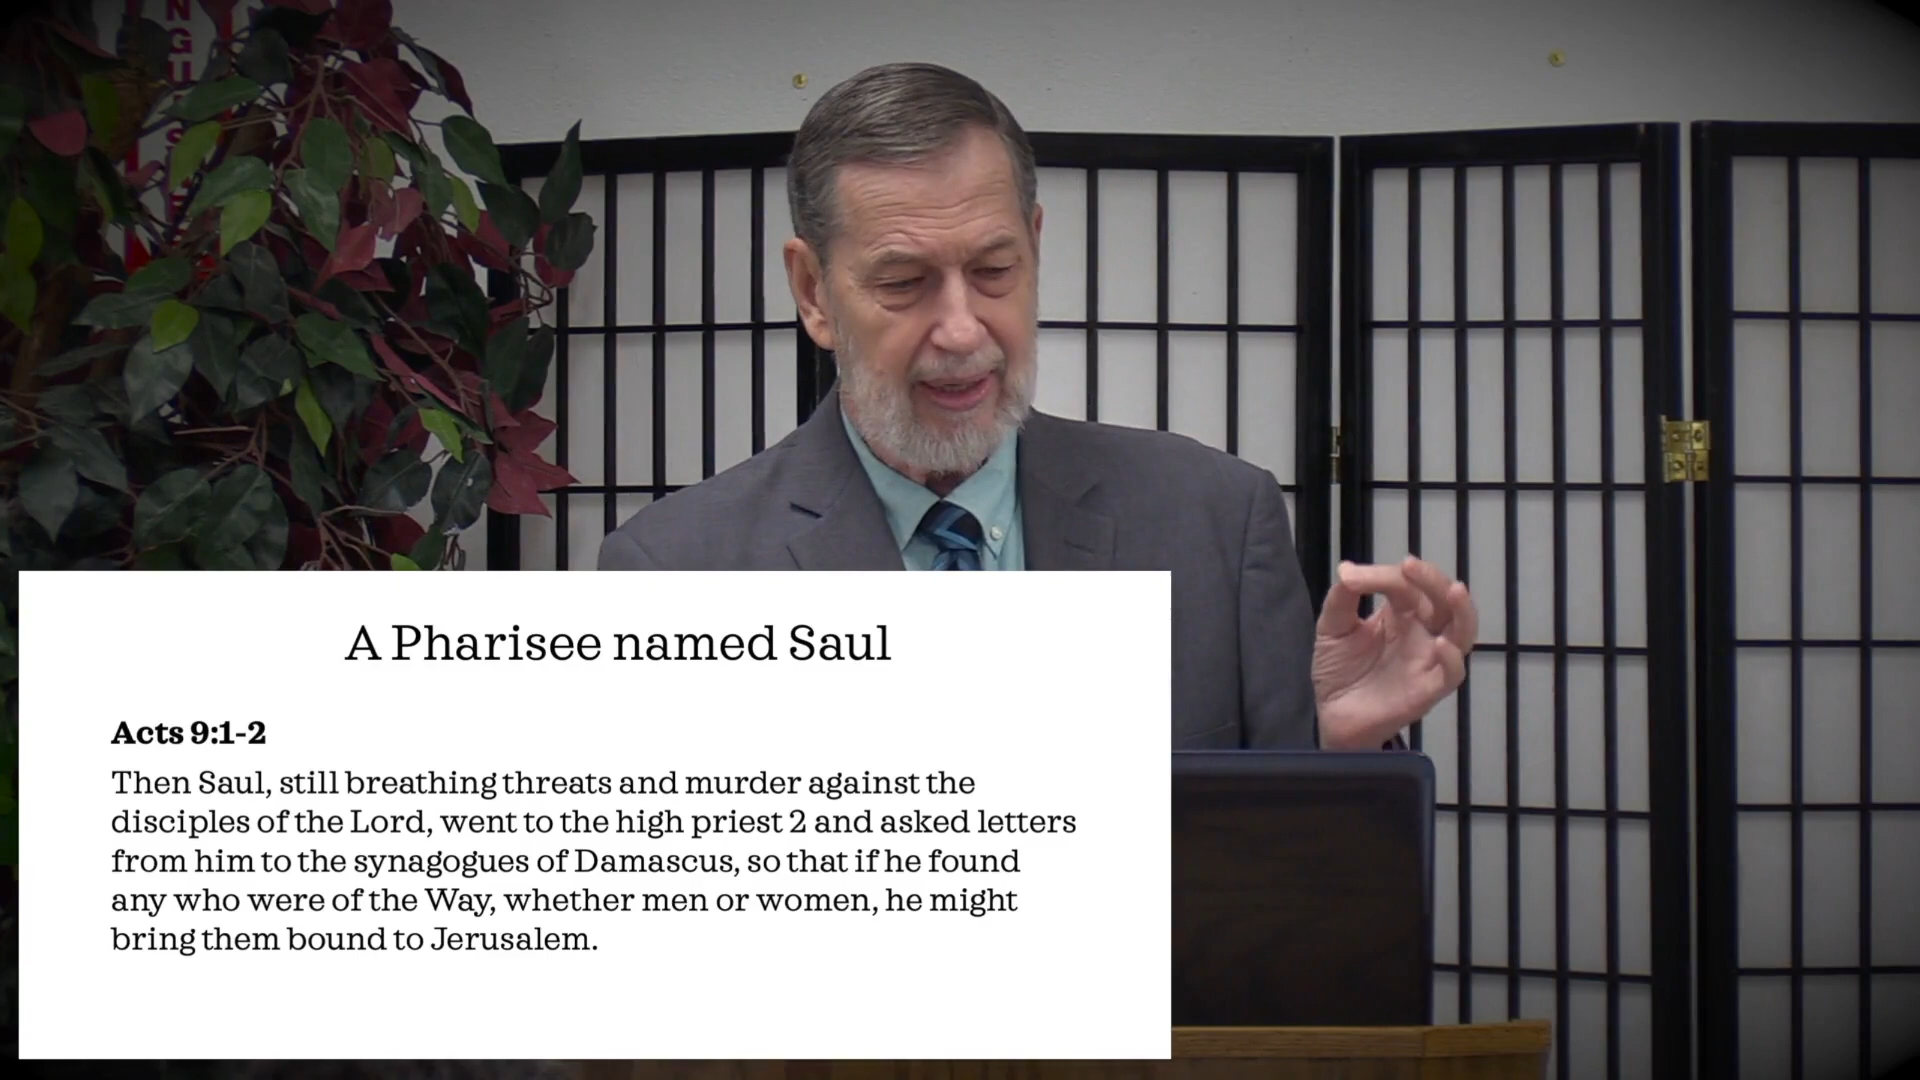 NGUS
A Pharisee named Saul
Acts 9:1-2
Then Saul, still breathing threats and murder against the
disciples of the Lord, went to the high priest 2 and asked letters
from him to the synagogues of Damascus, so that if he found
any who were of the Way, whether men or women, he might
bring them bound to Jerusalem.